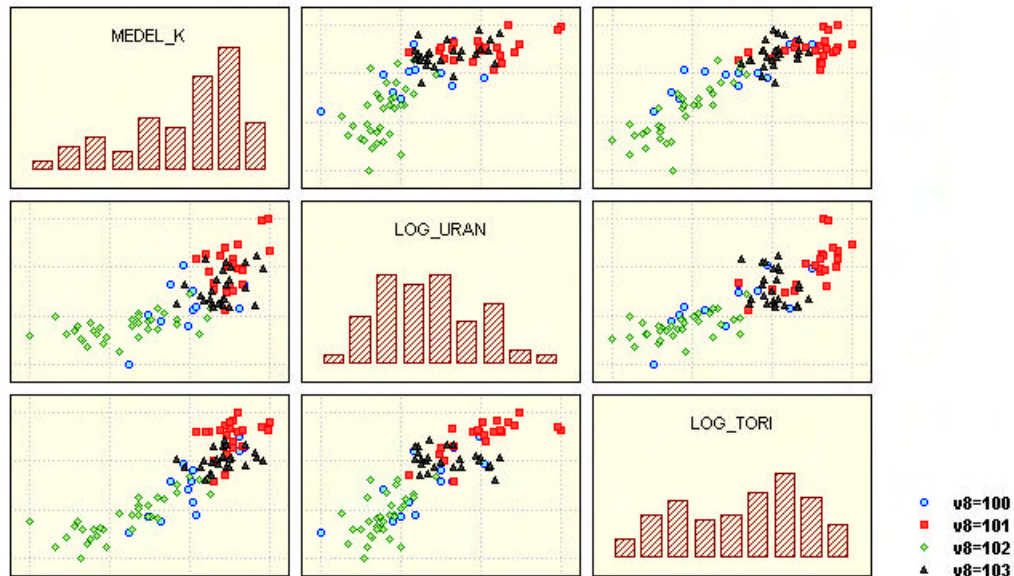 MEDEL_K
LOG_URAN
LOG_TORI
v8=100
v8=101
v8=102
v8=103